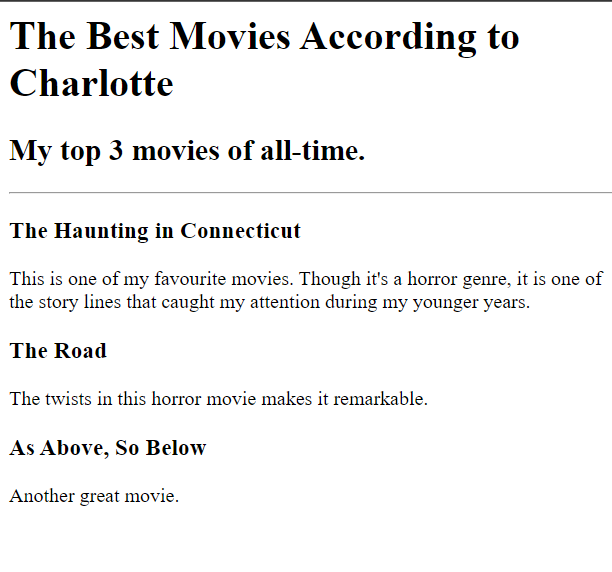 The Best Movies According to
Charlotte
My top 3 movies of all-time.
The Haunting in Connecticut
This is one of my favourite movies. Though it's a horror genre, it is one of
the story lines that caught my attention during my younger years.
The Road
The twists in this horror movie makes it remarkable.
As Above, So Below
Another great movie.